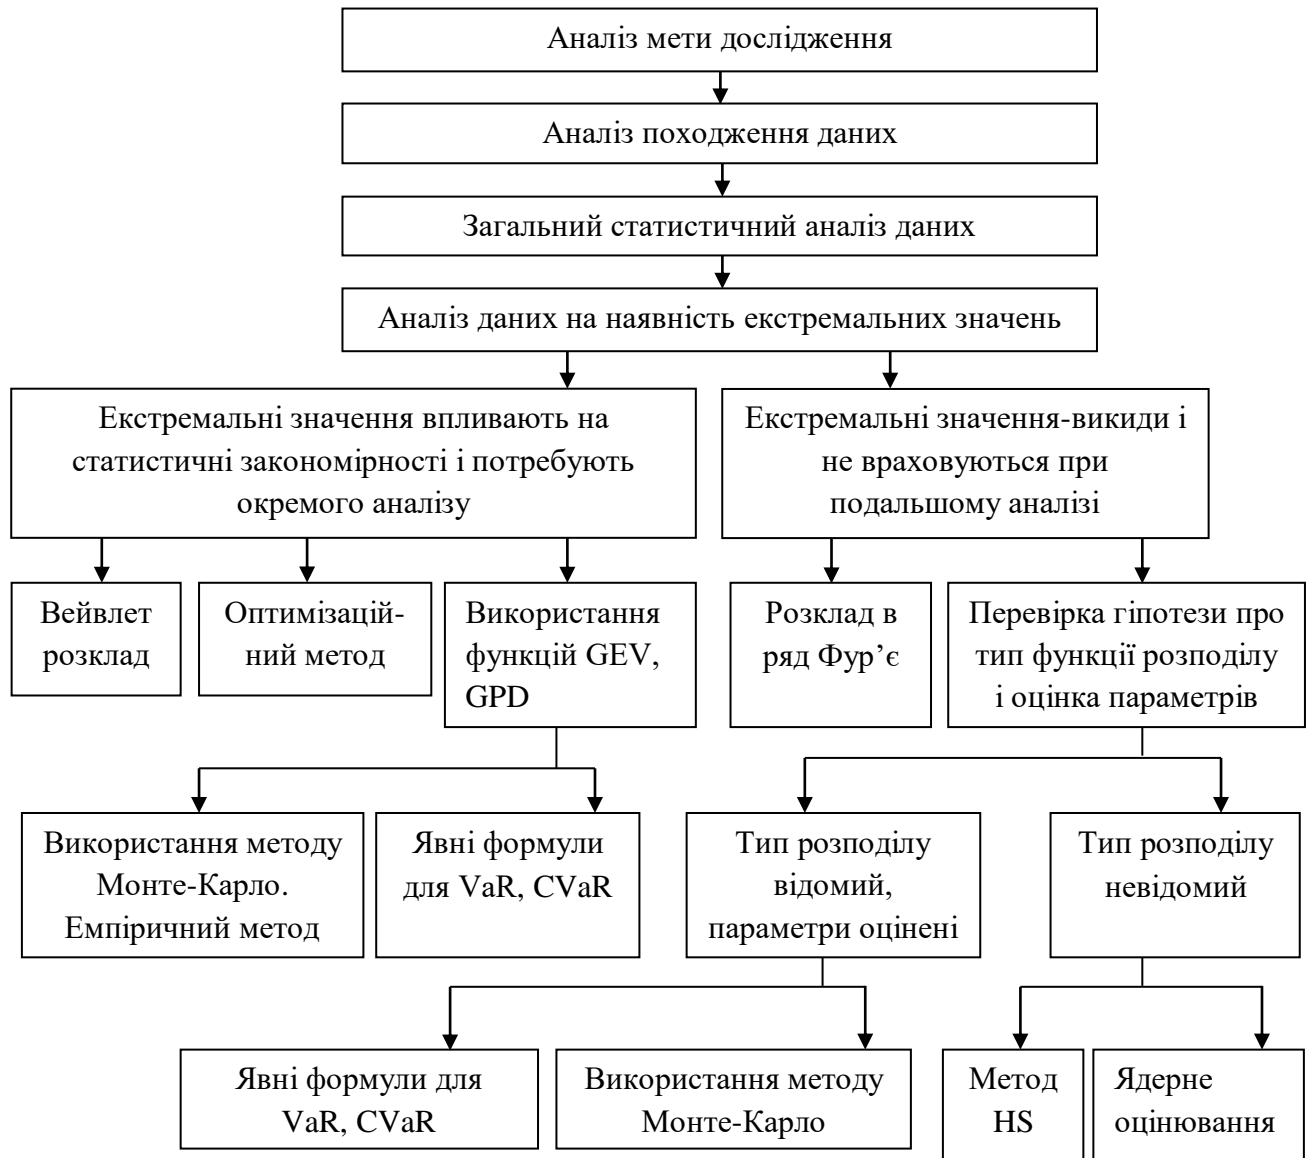 Аналіз мети дослідження
Аналіз походження даних
Загальний статистичний аналіз даних
Аналіз даних на наявність екстремальних значень
Екстремальні значення впливають на
статистичні закономірності і потребують
окремого аналізу
Екстремальні значення-викиди і
не враховуються при
подальшому аналізі
Вейвлет
розклад
Оптимізацій-
ний метод
Використання
функцій GEV,
GPD
Розклад в
ряд Фур’є
Перевірка гіпотези про
тип функції розподілу
і оцінка параметрів
Використання методу
Монте-Карло.
Емпіричний метод
Явні формули
для VaR, CVaR
Тип розподілу
відомий,
параметри оцінені
Тип розподілу
невідомий
Явні формули для
VaR, CVaR
Використання методу
Монте-Карло
Метод
HS
Ядерне
оцінювання